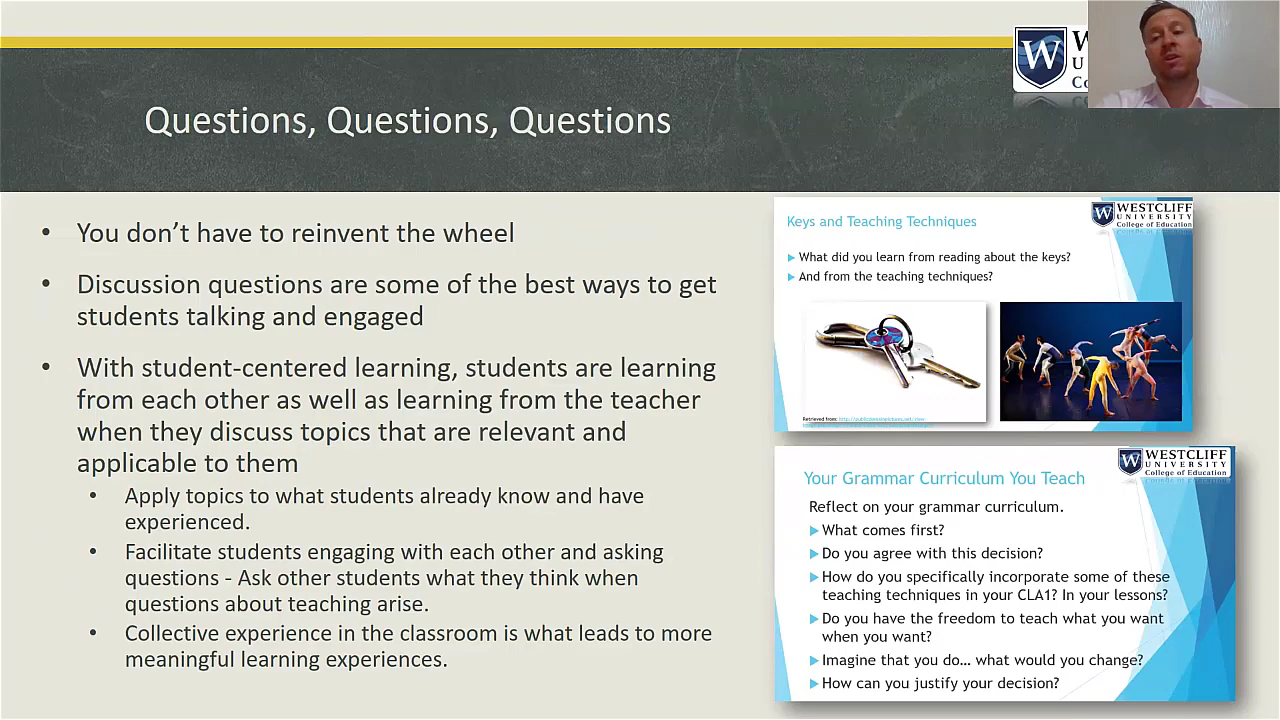 Questions, Questions, Questions
W
W
U
Co
• You don’t have to reinvent the wheel
• Discussion questions are some of the best ways to get
students talking and engaged
• With student-centered learning, students are learning
from each other as well as learning from the teacher
when they discuss topics that are relevant and
applicable to them
• Apply topics to what students already know and have
experienced.
• Facilitate students engaging with each other and asking
questions - Ask other students what they think when
questions about teaching arise.
• Collective experience in the classroom is what leads to more
meaningful learning experiences.
W WESTCLIFF
UNIVERSITY
College of Education
Keys and Teaching Techniques
What did you learn from reading about the keys?
And from the teaching techniques?
Retrieved from:
W WESTCLIFF
UNIVERSITY
College of Education
Your Grammar Curriculum You Teach
Reflect on your grammar curriculum.
What comes first?
Do you agree with this decision?
How do you specifically incorporate some of these
teaching techniques in your CLA1? In your lessons?
Do you have the freedom to teach what you want
when you want?
Imagine that you do… what would you change?
How can you justify your decision?